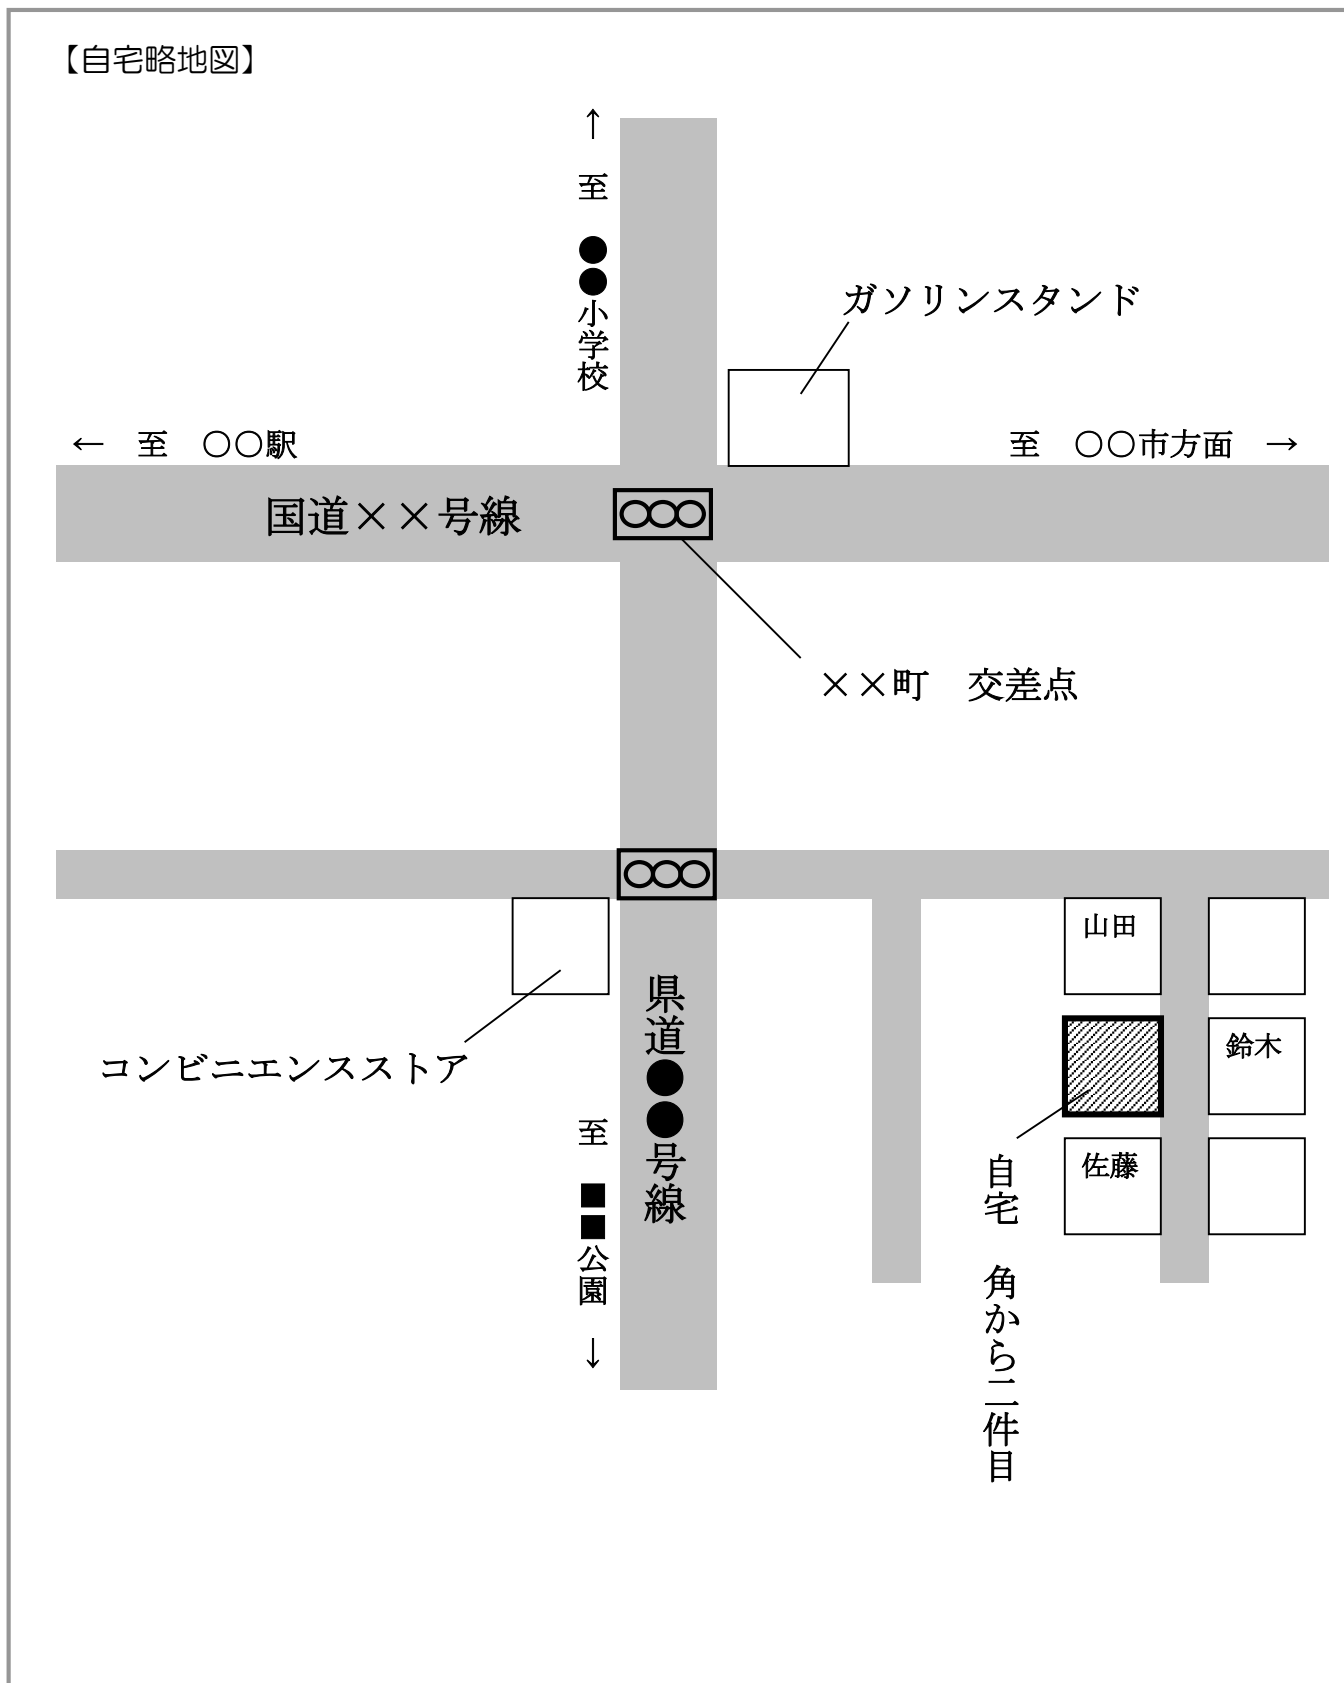 【自宅略地図】
↑　至　●●小学校
ガソリンスタンド
←　至　〇〇駅
至　〇〇市方面　→
国道××号線
××町　交差点
山田
コンビニエンスストア
県道●●号線
鈴木
至　■■公園　↓
佐藤
自宅　角から二件目